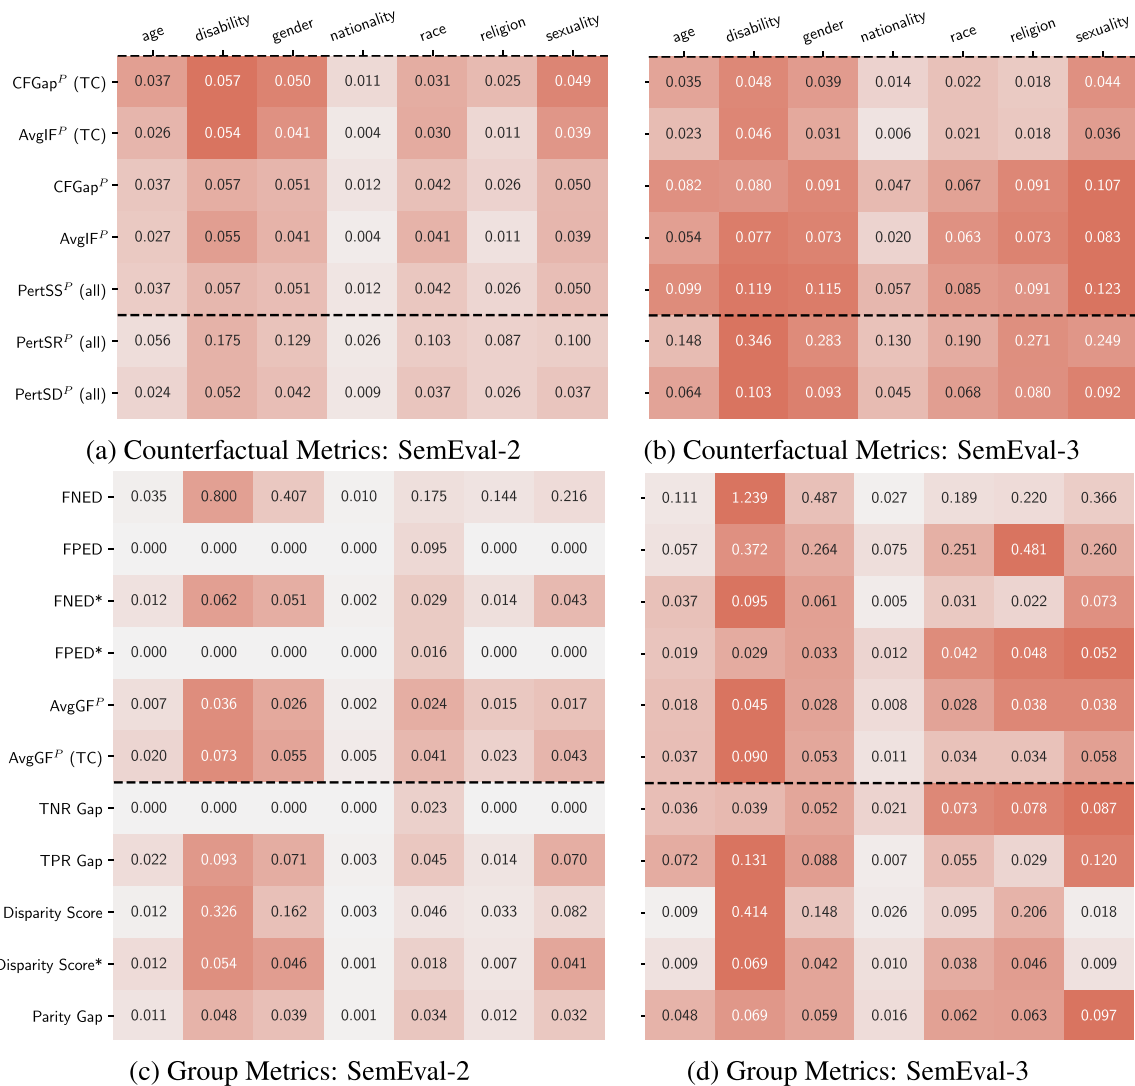 age disability gender nationality race religion sexuality age disability gender nationality race religion sexuality
CFGap^P (TC) 0.037 0.057 0.050 0.011 0.031 0.025 0.049 0.035 0.048 0.039 0.014 0.022 0.018 0.044
AvgIF^P (TC) 0.026 0.054 0.041 0.004 0.030 0.011 0.039 0.023 0.046 0.031 0.006 0.021 0.018 0.036
CFGap^P 0.037 0.057 0.051 0.012 0.042 0.026 0.050 0.082 0.080 0.091 0.047 0.067 0.091 0.107
AvgIF^P 0.027 0.055 0.041 0.004 0.041 0.011 0.039 0.054 0.077 0.073 0.020 0.063 0.073 0.083
PertSS^P (all) 0.037 0.057 0.051 0.012 0.042 0.026 0.050 0.099 0.119 0.115 0.057 0.085 0.091 0.123
PertSR^P (all) 0.056 0.175 0.129 0.026 0.103 0.087 0.100 0.148 0.346 0.283 0.130 0.190 0.271 0.249
PertSD^P (all) 0.024 0.052 0.042 0.009 0.037 0.026 0.037 0.064 0.103 0.093 0.045 0.068 0.080 0.092
(a) Counterfactual Metrics: SemEval-2 (b) Counterfactual Metrics: SemEval-3
FNED 0.035 0.800 0.407 0.010 0.175 0.144 0.216 0.111 1.239 0.487 0.027 0.189 0.220 0.366
FPED 0.000 0.000 0.000 0.000 0.095 0.000 0.000 0.057 0.372 0.264 0.075 0.251 0.481 0.260
FNED* 0.012 0.062 0.051 0.002 0.029 0.014 0.043 0.037 0.095 0.061 0.005 0.031 0.022 0.073
FPED* 0.000 0.000 0.000 0.000 0.016 0.000 0.000 0.019 0.029 0.033 0.012 0.042 0.048 0.052
AvgGF^P 0.007 0.036 0.026 0.002 0.024 0.015 0.017 0.018 0.045 0.028 0.008 0.028 0.038 0.038
AvgGF^P (TC) 0.020 0.073 0.055 0.005 0.041 0.023 0.043 0.037 0.090 0.053 0.011 0.034 0.034 0.058
TNR Gap 0.000 0.000 0.000 0.000 0.023 0.000 0.000 0.036 0.039 0.052 0.021 0.073 0.078 0.087
TPR Gap 0.022 0.093 0.071 0.003 0.045 0.014 0.070 0.072 0.131 0.088 0.007 0.055 0.029 0.120
Disparity Score 0.012 0.326 0.162 0.003 0.046 0.033 0.082 0.009 0.414 0.148 0.026 0.095 0.206 0.018
Disparity Score* 0.012 0.054 0.046 0.001 0.018 0.007 0.041 0.009 0.069 0.042 0.010 0.038 0.046 0.009
Parity Gap 0.011 0.048 0.039 0.001 0.034 0.012 0.032 0.048 0.069 0.059 0.016 0.062 0.063 0.097
(c) Group Metrics: SemEval-2 (d) Group Metrics: SemEval-3